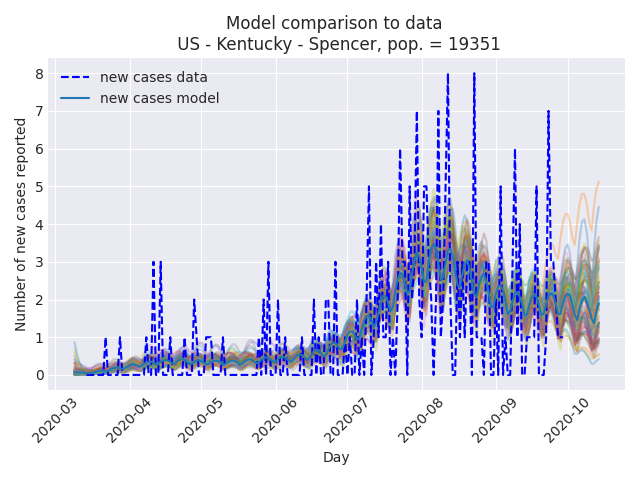 Model comparison to data
US - Kentucky - Spencer, pop. = 19351
8
7
6
5
4
3
2
1
0
new cases data
new cases model
Number of new cases reported
2020-03
2020-04
2020-05
2020-06
2020-07
2020-08
2020-09
2020-10
Day